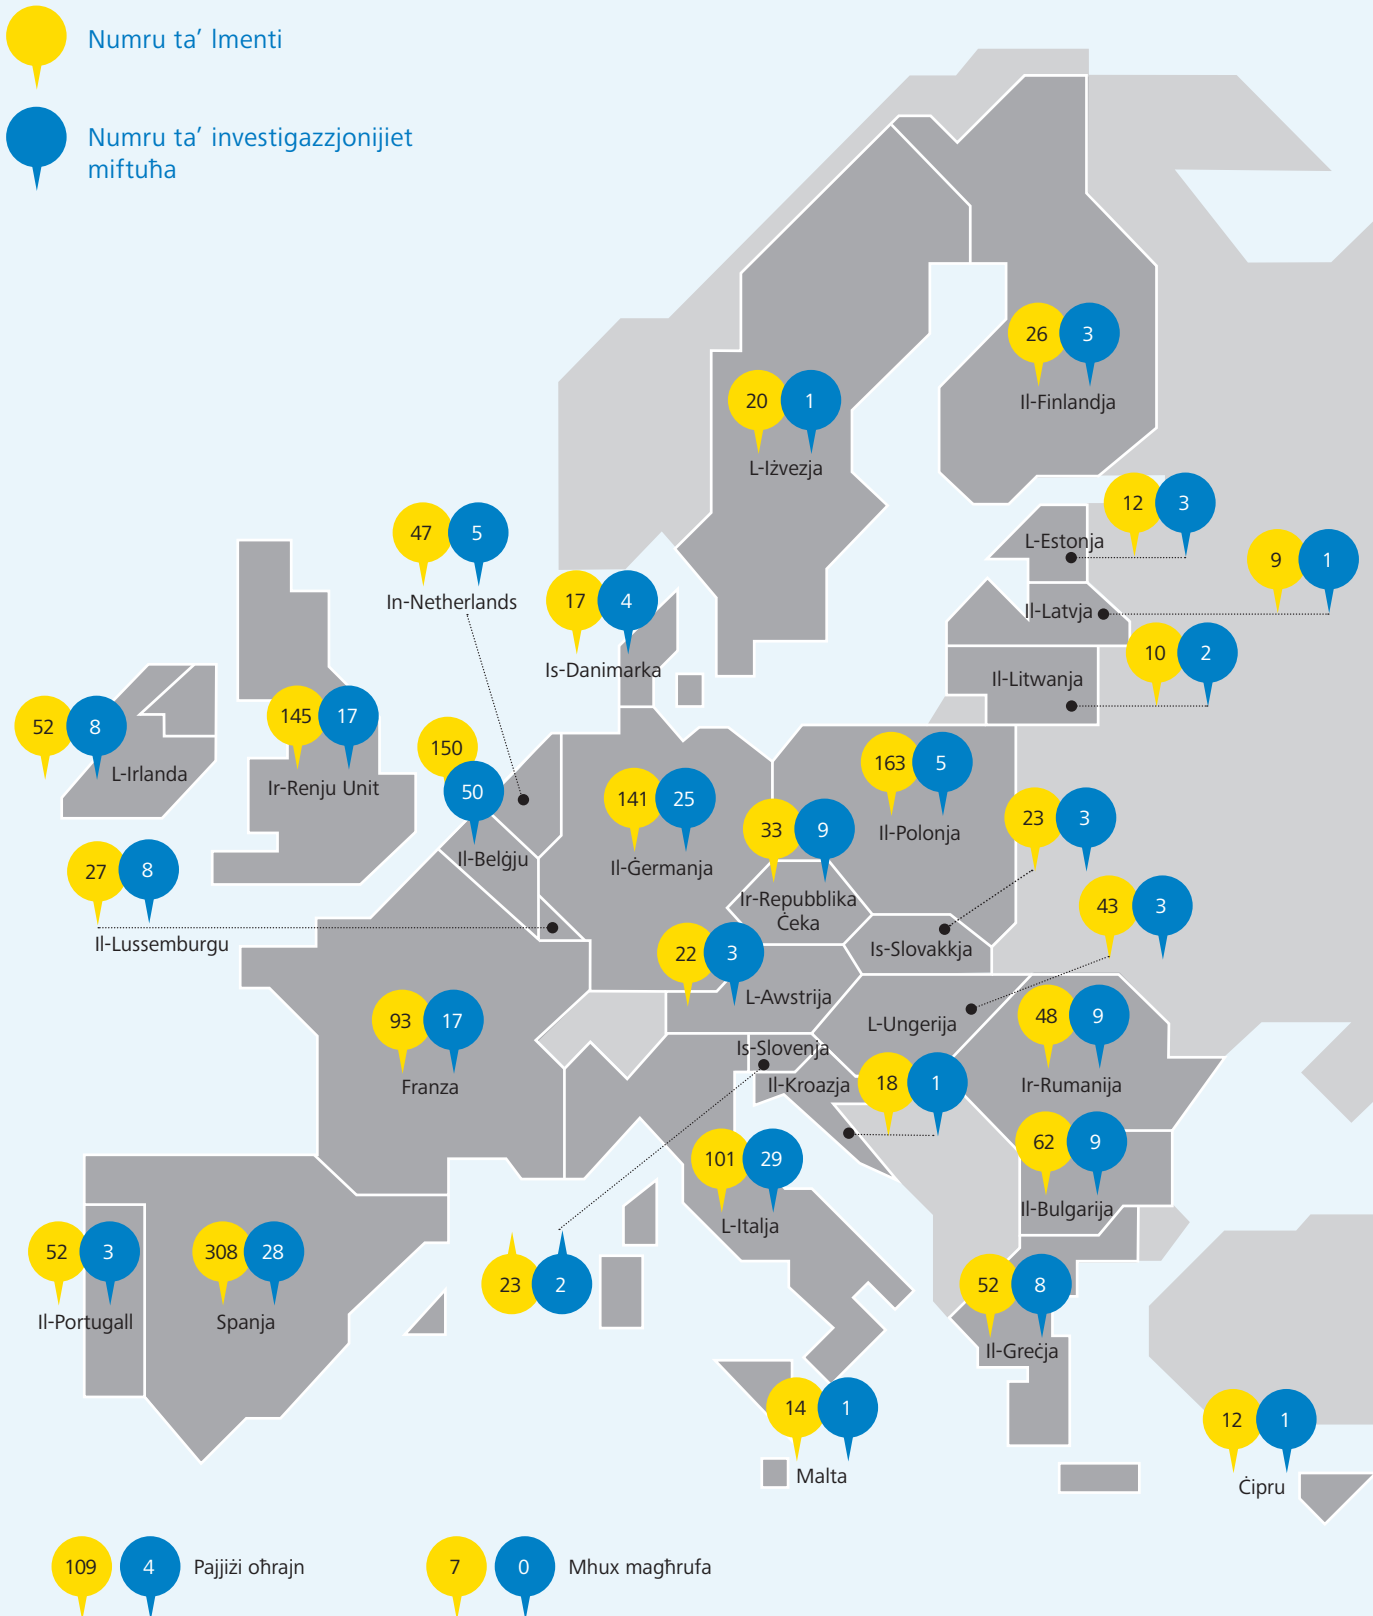 Numru ta’ lmenti
Numru ta’ investigazzjonijiet
miftuħa
26 3
Il-Finlandja
20 1
L-Iżvezja
12 3
L-Estonja
47 5
In-Netherlands
9 1
Il-Latvja
17 4
Is-Danimarka
10 2
Il-Litwanja
52 8
L-Irlanda
145 17
Ir-Renju Unit
150
50
Il-Belġju
141 25
Il-Ġermanja
163 5
Il-Polonja
33 9
Ir-Repubblika
Ċeka
23 3
Is-Slovakkja
27 8
Il-Lussemburgu
43 3
L-Ungerija
22 3
L-Awstrija
93 17
Franza
48 9
Ir-Rumanija
Is-Slovenja
Il-Kroazja
18 1
62 9
Il-Bulgarija
101 29
L-Italja
52 3
Il-Portugall
308 28
Spanja
23 2
52 8
Il-Greċja
14 1
Malta
12 1
Ċipru
109 4 Pajjiżi oħrajn
7 0 Mhux magħrufa